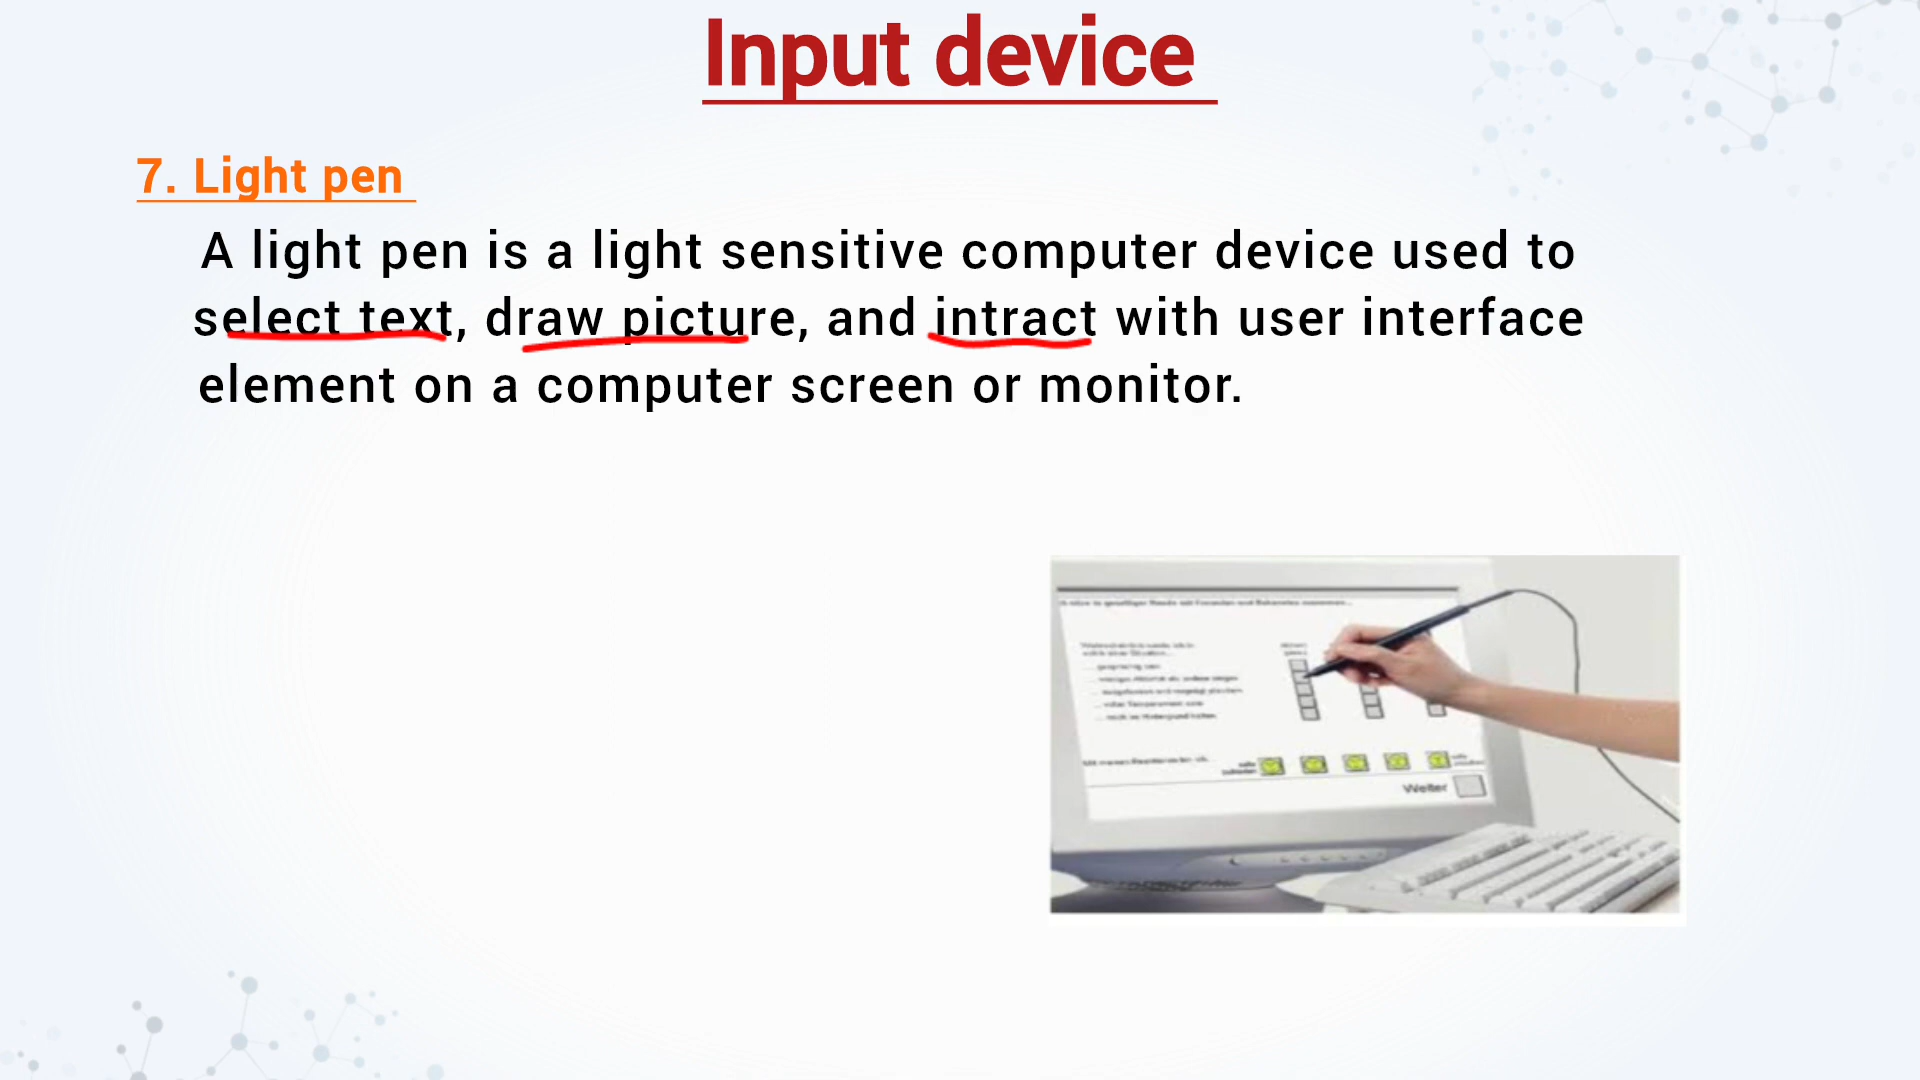 Input device
7. Light pen
A light pen is a light sensitive computer device used to
select text, draw picture, and intract with user interface
element on a computer screen or monitor.
Weiter